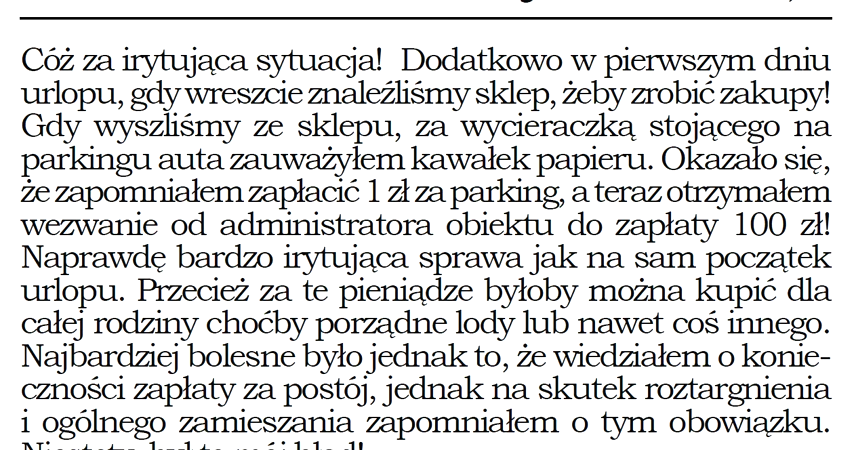 Cóż za irytująca sytuacja! Dodatkowo w pierwszym dniu
urlopu, gdy wreszcie znaleźliśmy sklep, żeby zrobić zakupy!
Gdy wyszliśmy ze sklepu, za wycieraczką stojącego na
parkingu auta zauważyłem kawałek papieru. Okazało się,
że zapomniałem zapłacić 1 zł za parking, a teraz otrzymałem
wezwanie od administratora obiektu do zapłaty 100 zł!
Naprawdę bardzo irytująca sprawa jak na sam początek
urlopu. Przecież za te pieniądze byłoby można kupić dla
całej rodziny choćby porządne lody lub nawet coś innego.
Najbardziej bolesne było jednak to, że wiedziałem o konie-
czności zapłaty za postój, jednak na skutek roztargnienia
i ogólnego zamieszania zapomniałem o tym obowiązku.